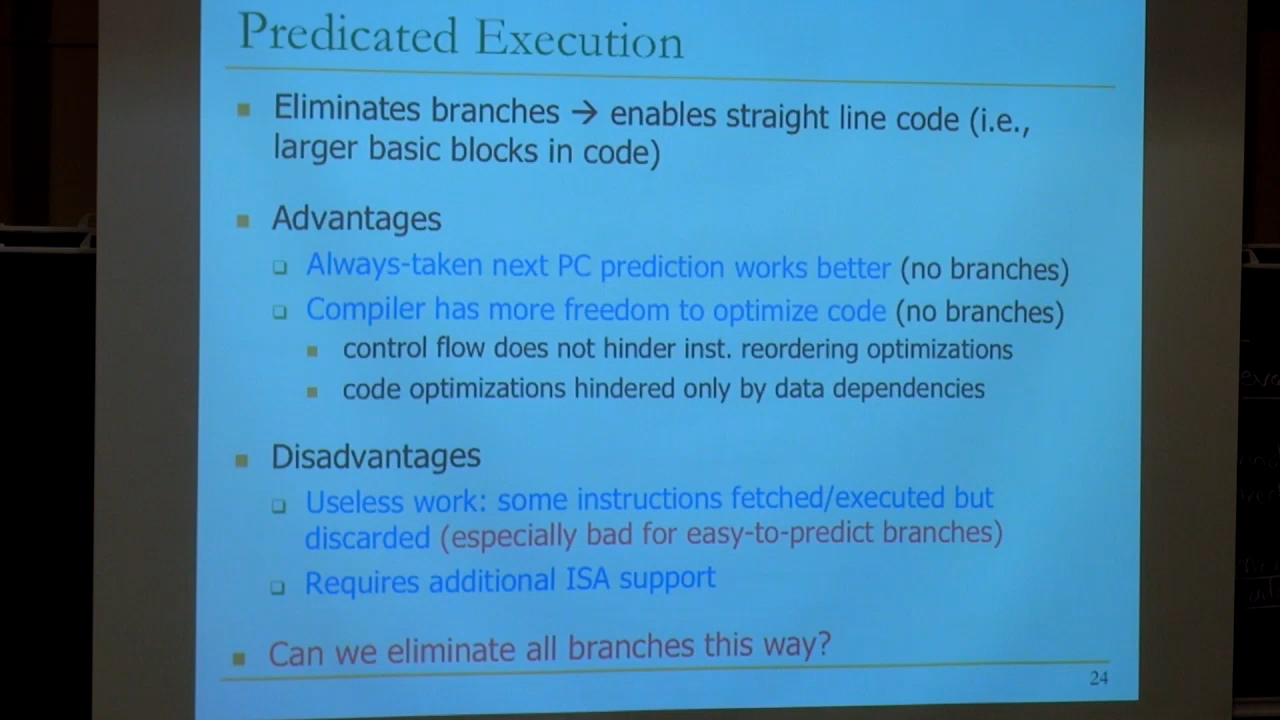 Predicated Execution
Eliminates branches → enables straight line code (i.e.,
larger basic blocks in code)
Advantages
Always-taken next PC prediction works better (no branches)
Compiler has more freedom to optimize code (no branches)
control flow does not hinder inst. reordering optimizations
code optimizations hindered only by data dependencies
Disadvantages
Useless work: some instructions fetched/executed but
discarded (especially bad for easy-to-predict branches)
Requires additional ISA support
Can we eliminate all branches this way?
24